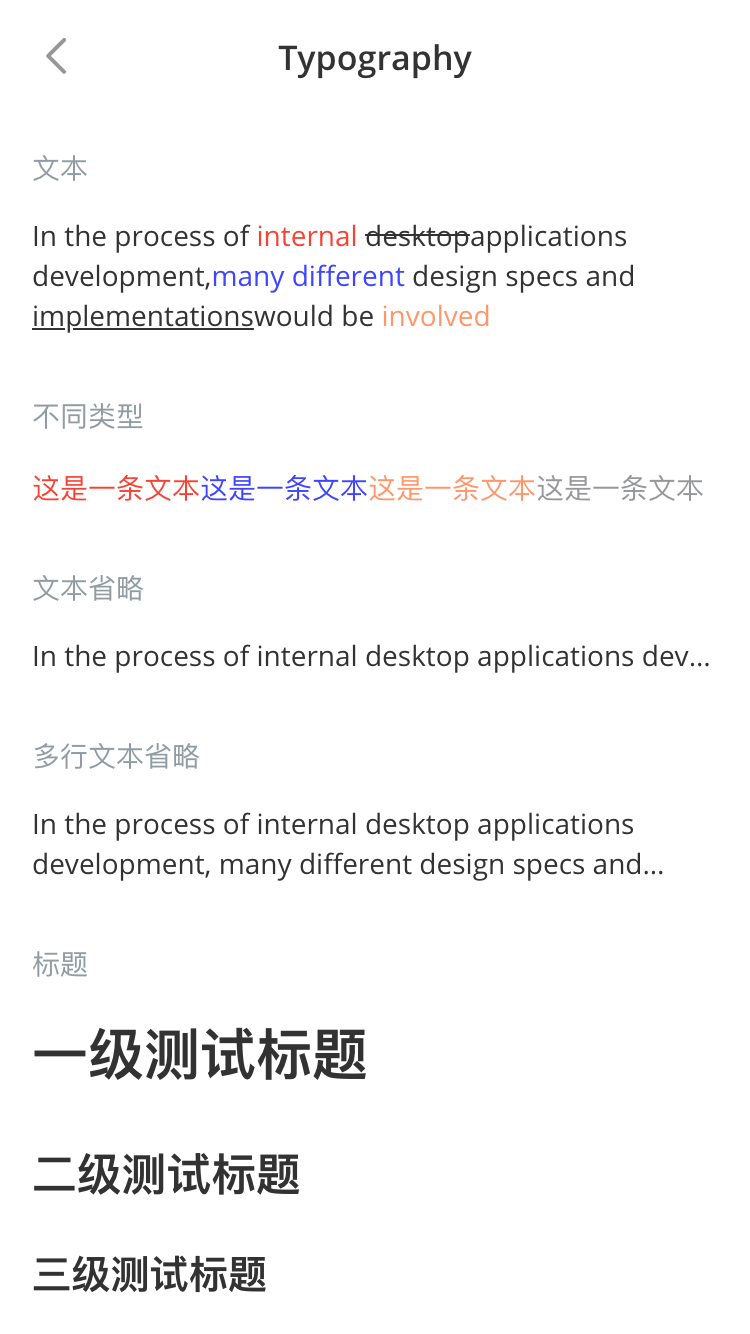 Typography
文本
In the process of internal desktopapplications
development,many different design specs and
implementationswould be involved
不同类型
这是一条文本这是一条文本这是一条文本这是一条文本
文本省略
In the process of internal desktop applications dev...
多行文本省略
In the process of internal desktop applications
development, many different design specs and...
标题
一级测试标题
二级测试标题
三级测试标题